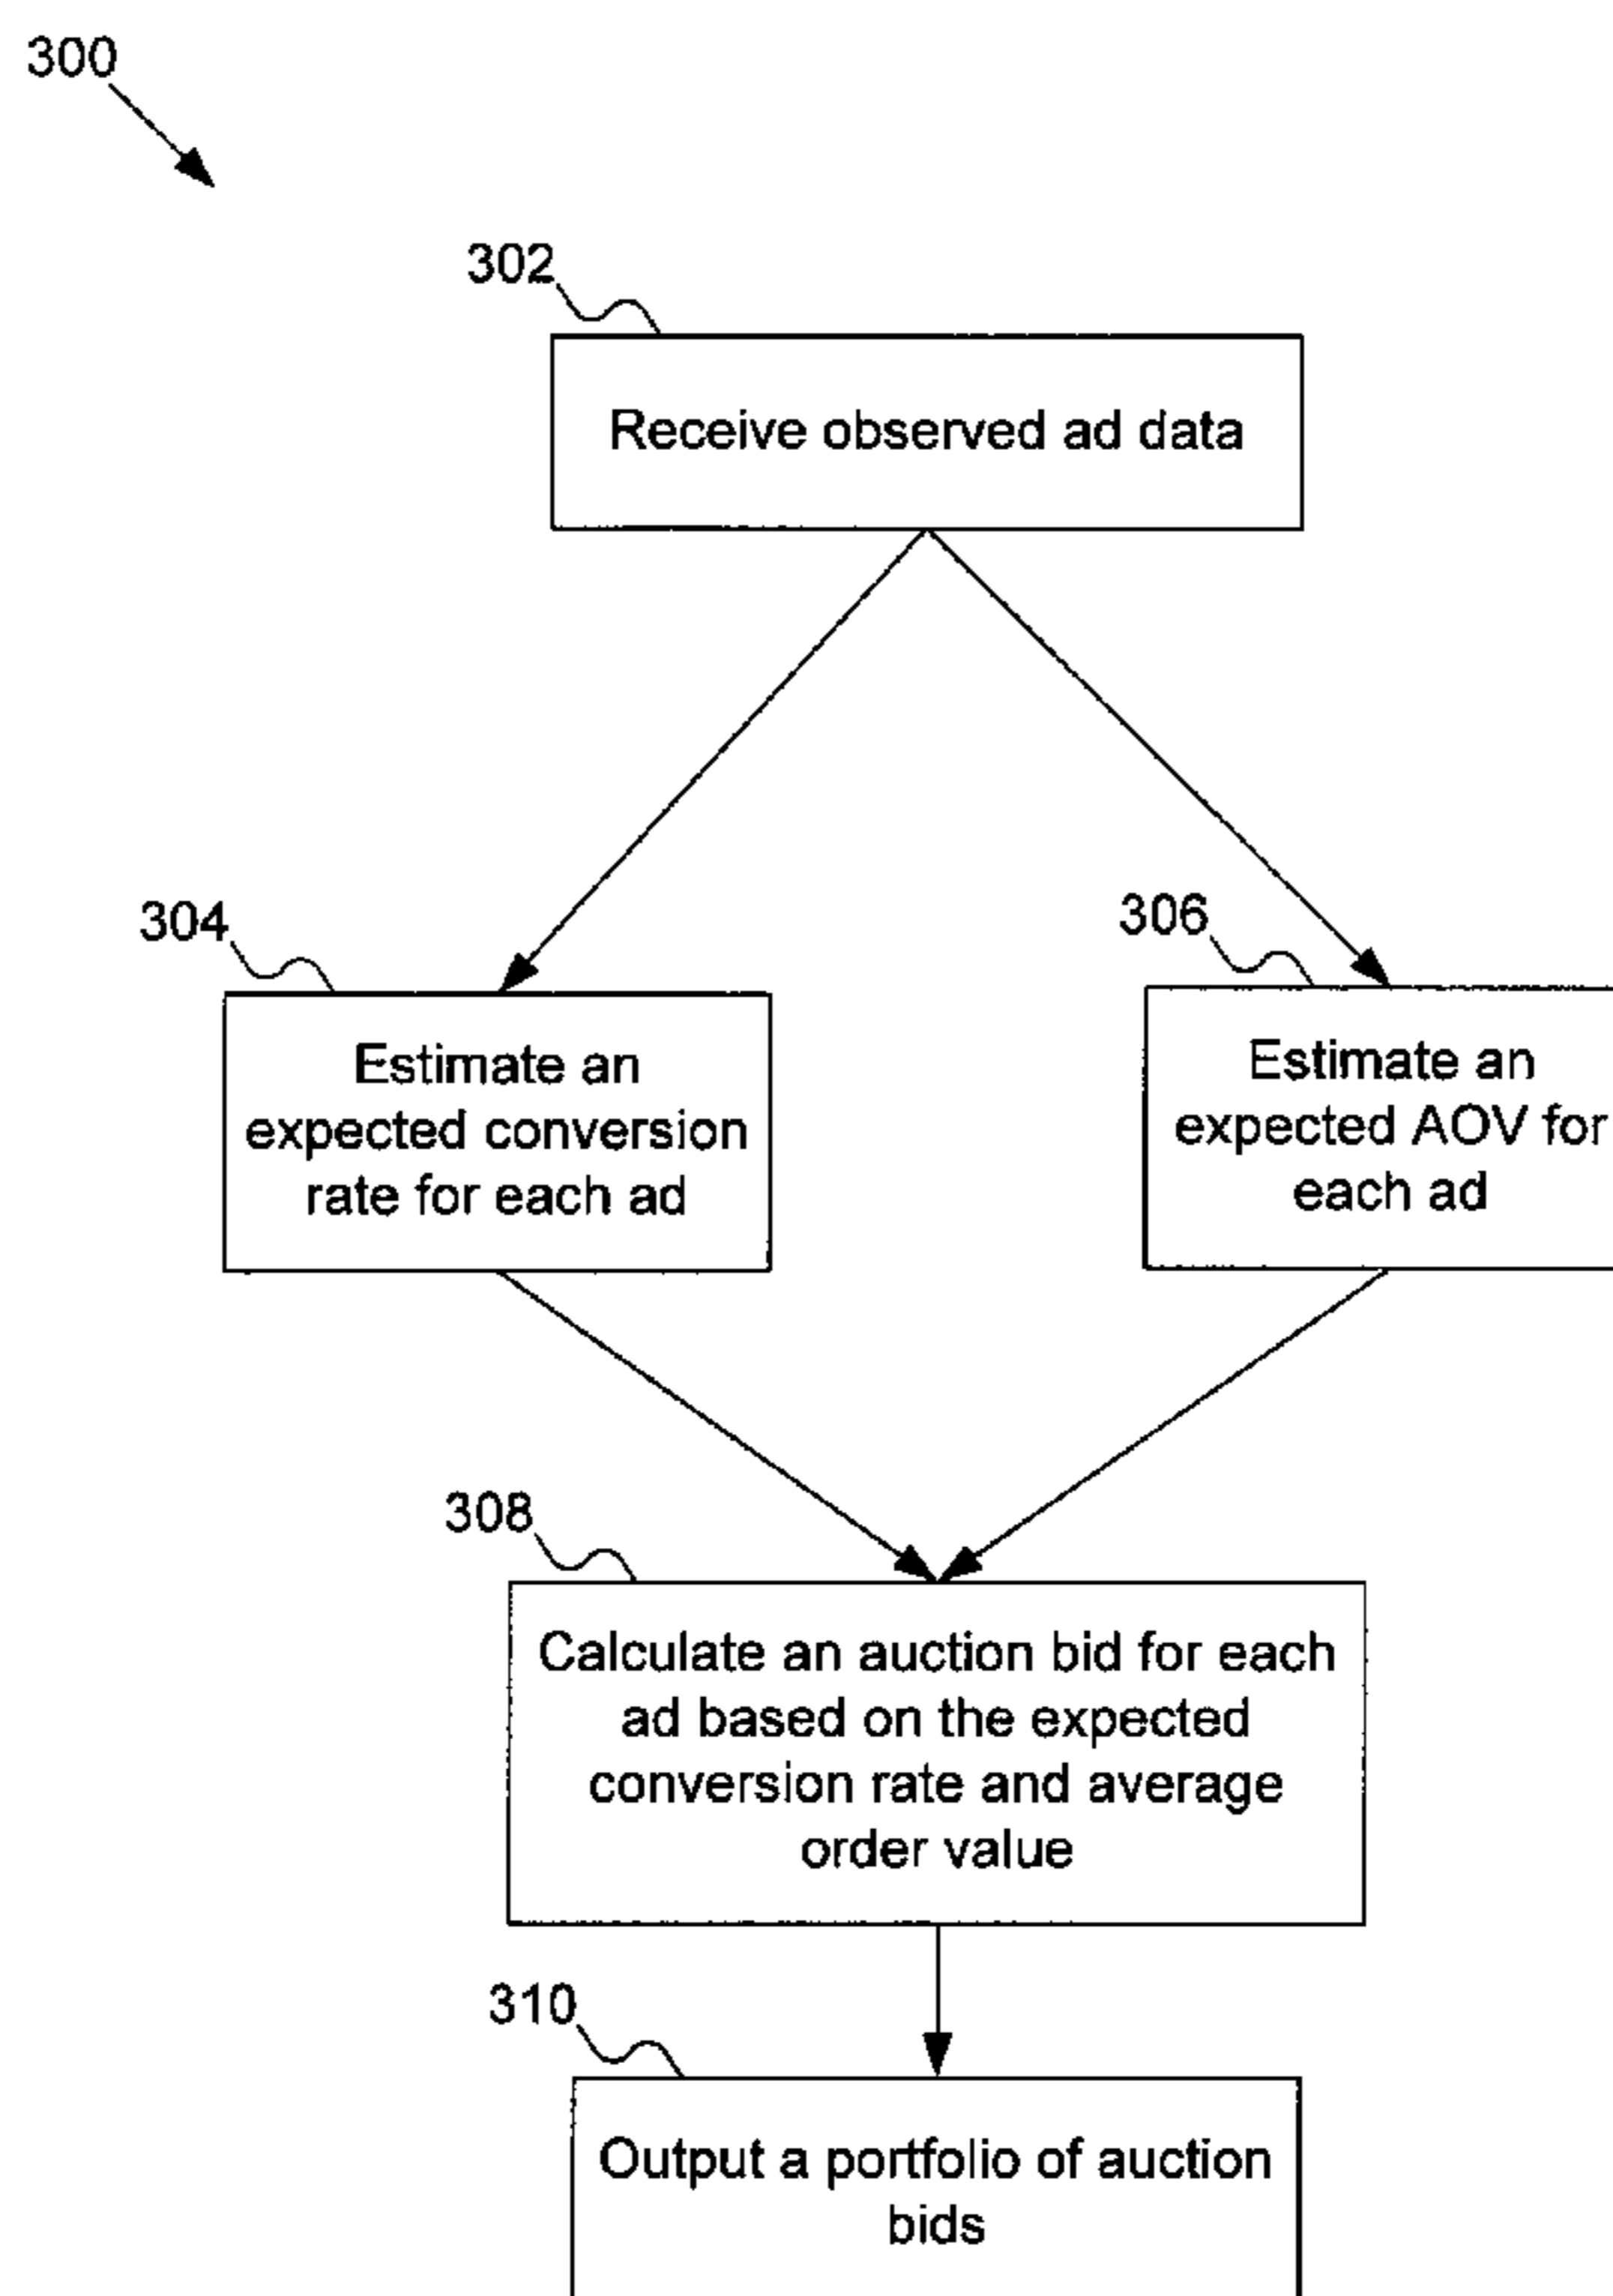 300
302
Receive observed ad data
304
Estimate an
expected conversion
rate for each ad
306
Estimate an
expected AOV for
each ad
308
Calculate an auction bid for each
ad based on the expected
conversion rate and average
order value
310
Output a portfolio of auction
bids